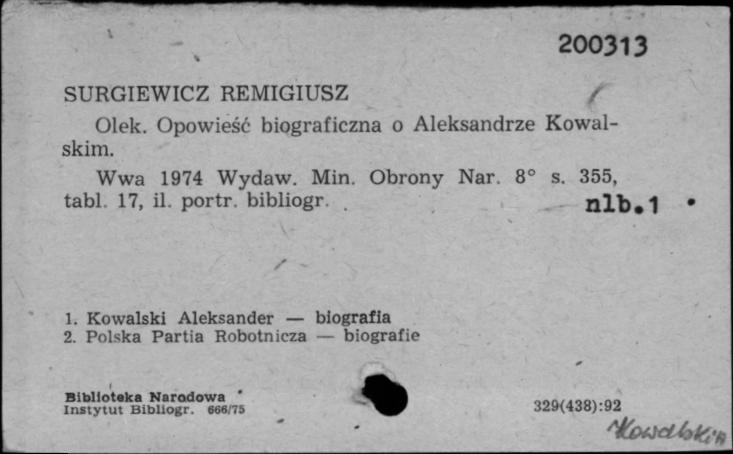 200313
SURGIEWICZ REMIGIUSZ
Olek. Opowieść biograficzna o Aleksandrze Kowal-
skim.
Wwa 1974 Wydaw. Min. Obrony Nar. 8° s. 355,
tabl. 17, il. portr. bibliogr.
nlb.1
1. Kowalski Aleksander — biografia
2. Polska Partia Robotnicza — biografie
Biblioteka Narodowa
Instytut Bibliogr. 666/75
329(438):92